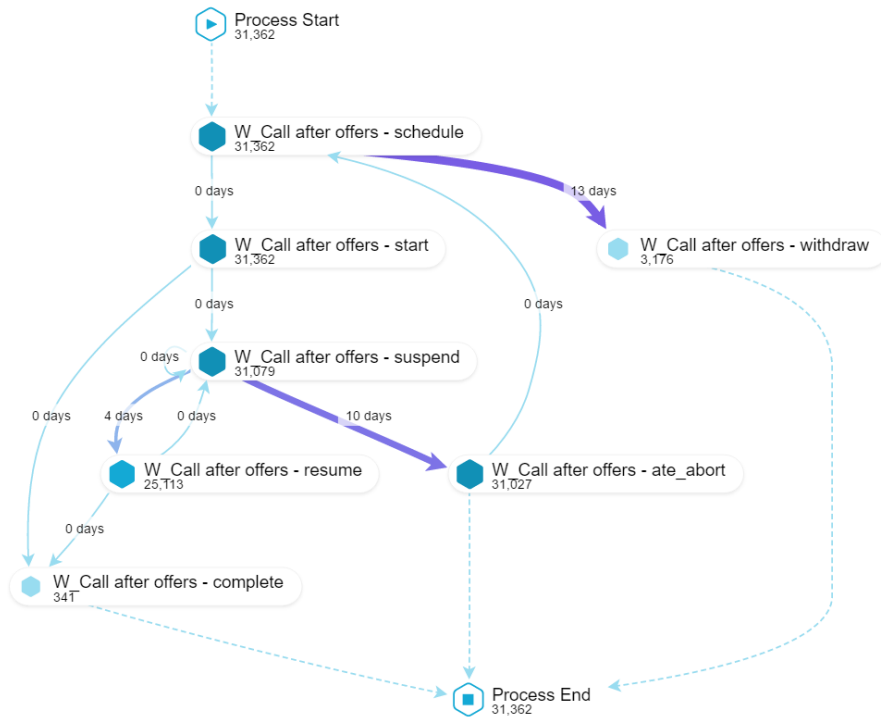 Process Start
31,362
W_Call after offers - schedule
31,362
0 days
13 days
W_Call after offers - start
31,362
W_Call after offers - withdraw
3,176
0 days
0 days
0 days
W_Call after offers - suspend
31,079
0 days
4 days
0 days
10 days
W_Call after offers - resume
25,113
W_Call after offers - ate_abort
31,027
0 days
W_Call after offers - complete
341
Process End
31,362